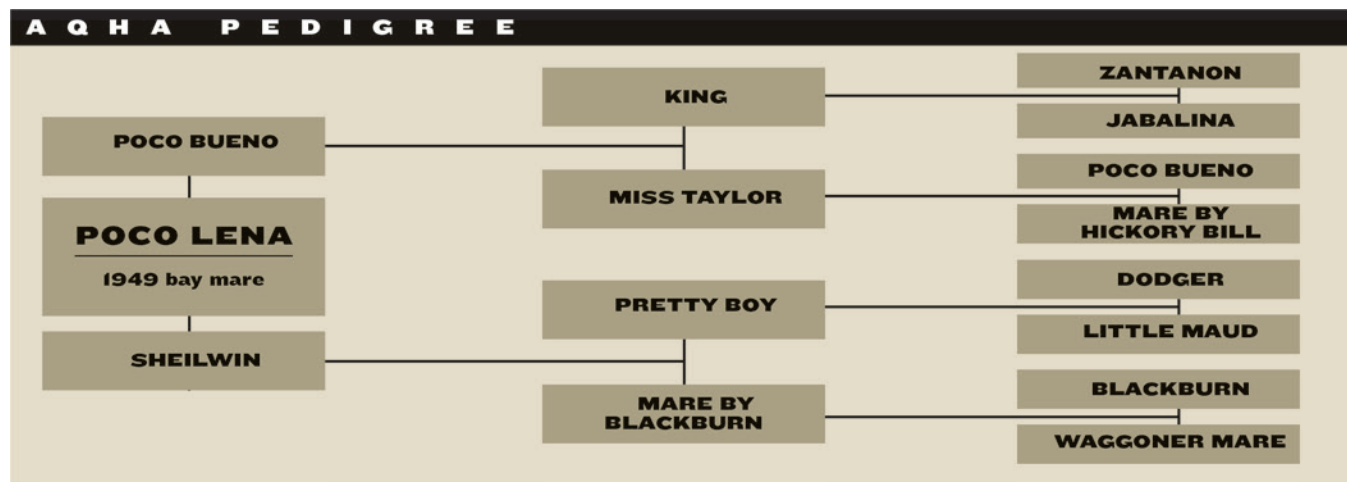 AQHA PEDIGREE
POCO BUENO
POCO LENA
1949 bay mare
SHEILWIN
KING
MISS TAYLOR
PRETTY BOY
MARE BY
BLACKBURN
ZANTANON
JABALINA
POCO BUENO
MARE BY
HICKORY BILL
DODGER
LITTLE MAUD
BLACKBURN
WAGGONER MARE